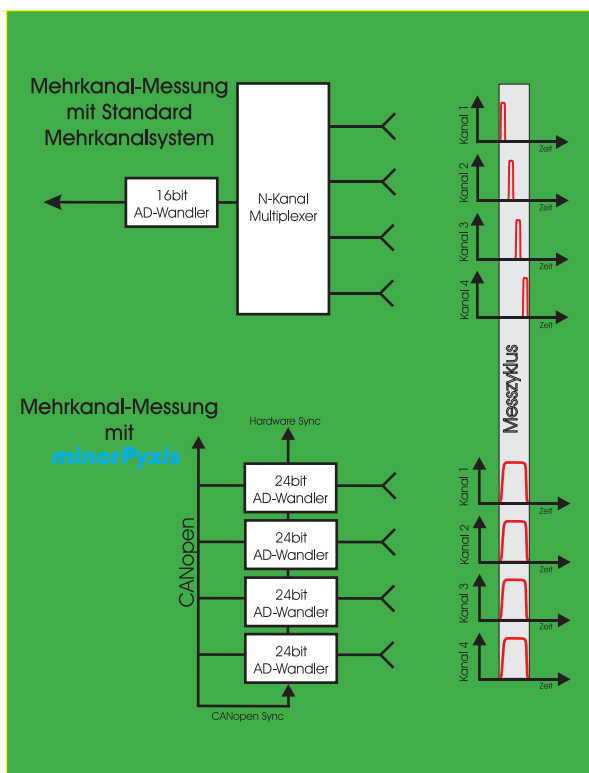 Mehrkanal-Messung
mit Standard
Mehrkanalsystem
16bit
AD-Wandler
N-Kanal
Multiplexer
Kanal 1
Zeit
Kanal 2
Zeit
Kanal 3
Zeit
Kanal 4
Zeit
Messzyklus
Mehrkanal-Messung
mit
minorPyxis
Hardware Sync
CANopen
24bit
AD-Wandler
24bit
AD-Wandler
24bit
AD-Wandler
24bit
AD-Wandler
CANopen Sync
Kanal 1
Zeit
Kanal 2
Zeit
Kanal 3
Zeit
Kanal 4
Zeit